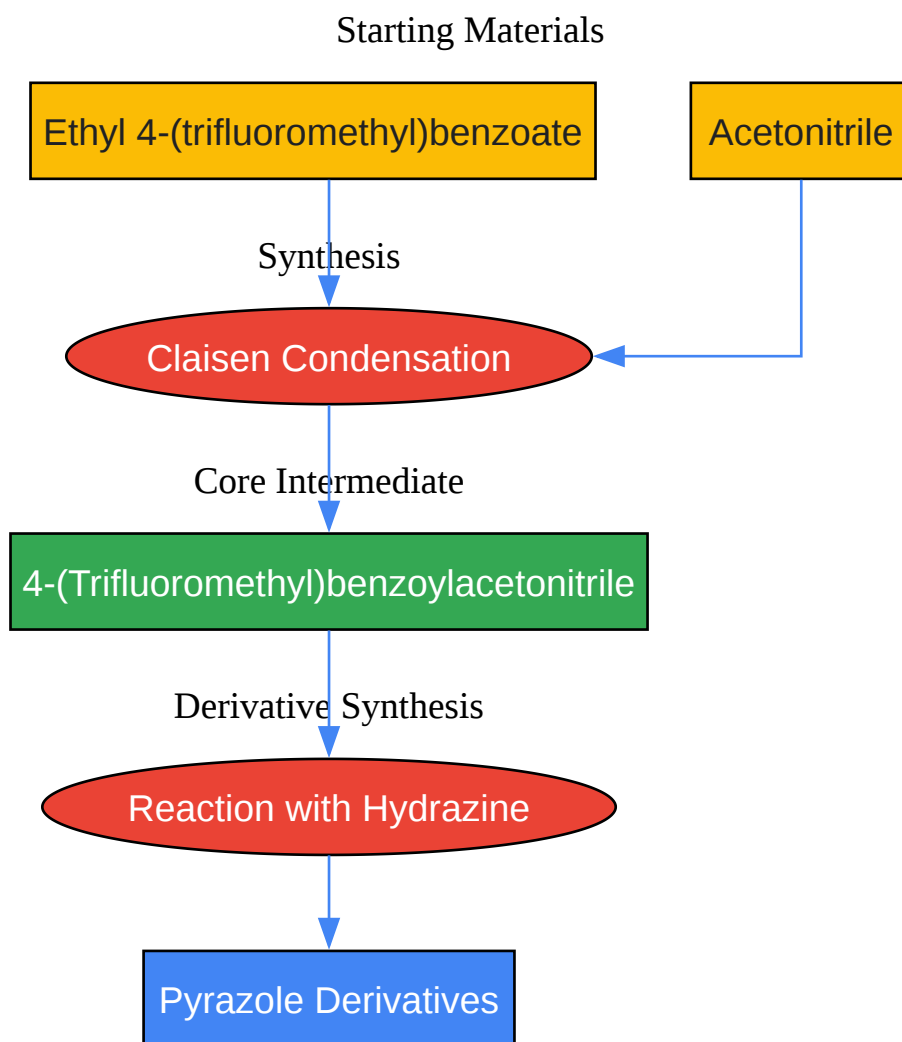 Starting Materials
Ethyl 4-(trifluoromethyl)benzoate
Acetonitrile
Synthesis
Claisen Condensation
Core Intermediate
4-(Trifluoromethyl)benzoylacetonitrile
Derivative Synthesis
Reaction with Hydrazine
Pyrazole Derivatives